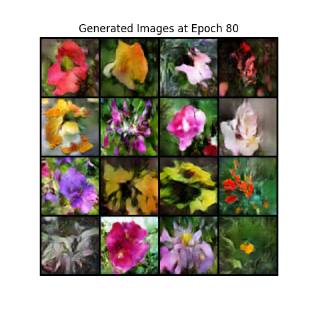 Generated Images at Epoch 80